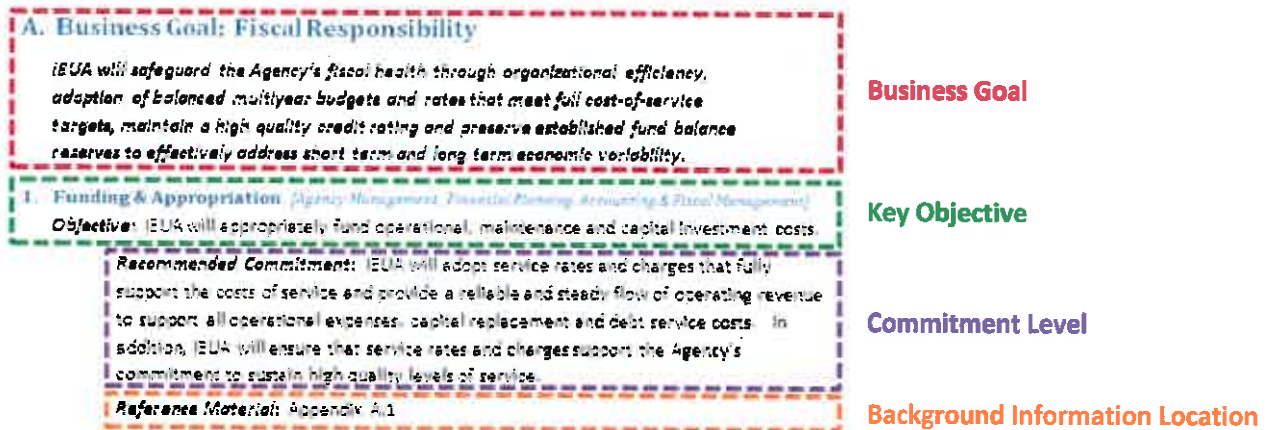 A. Business Goal: Fiscal Responsibility
IEUA will safeguard the Agency's fiscal health through organizational efficiency,
adoption of balanced multiyear budgets and rates that meet full cost-of-service
targets, maintain a high quality credit rating and preserve established fund balance
reserves to effectively address short term and long term economic variability.
Business Goal
1. Funding & Appropriation [Agency Management, Financial Planning, Accounting & Fiscal Management]
Objective: IEUA will appropriately fund operational, maintenance and capital investment costs.
Key Objective
Recommended Commitment: IEUA will adopt service rates and charges that fully
support the costs of service and provide a reliable and steady flow of operating revenue
to support all operational expenses, capital replacement and debt service costs. In
addition, IEUA will ensure that service rates and charges support the Agency's
commitment to sustain high quality levels of service.
Commitment Level
Reference Material: Appendix A.1
Background Information Location